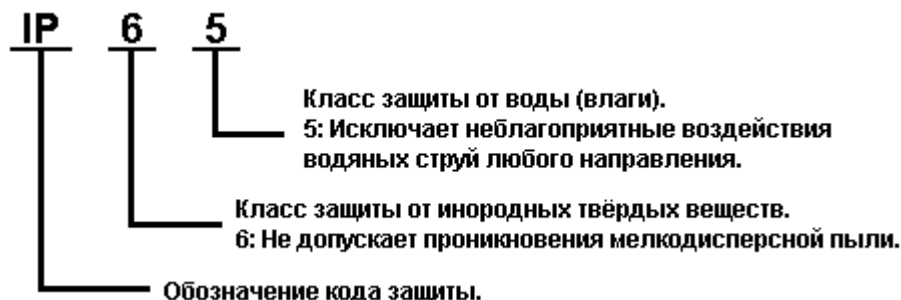 IP 6 5
Класс защиты от воды (влаги).
5: Исключает неблагоприятные воздействия
водяных струй любого направления.
Класс защиты от инородных твёрдых веществ.
6: Не допускает проникновения мелкодисперсной пыли.
Обозначение кода защиты.